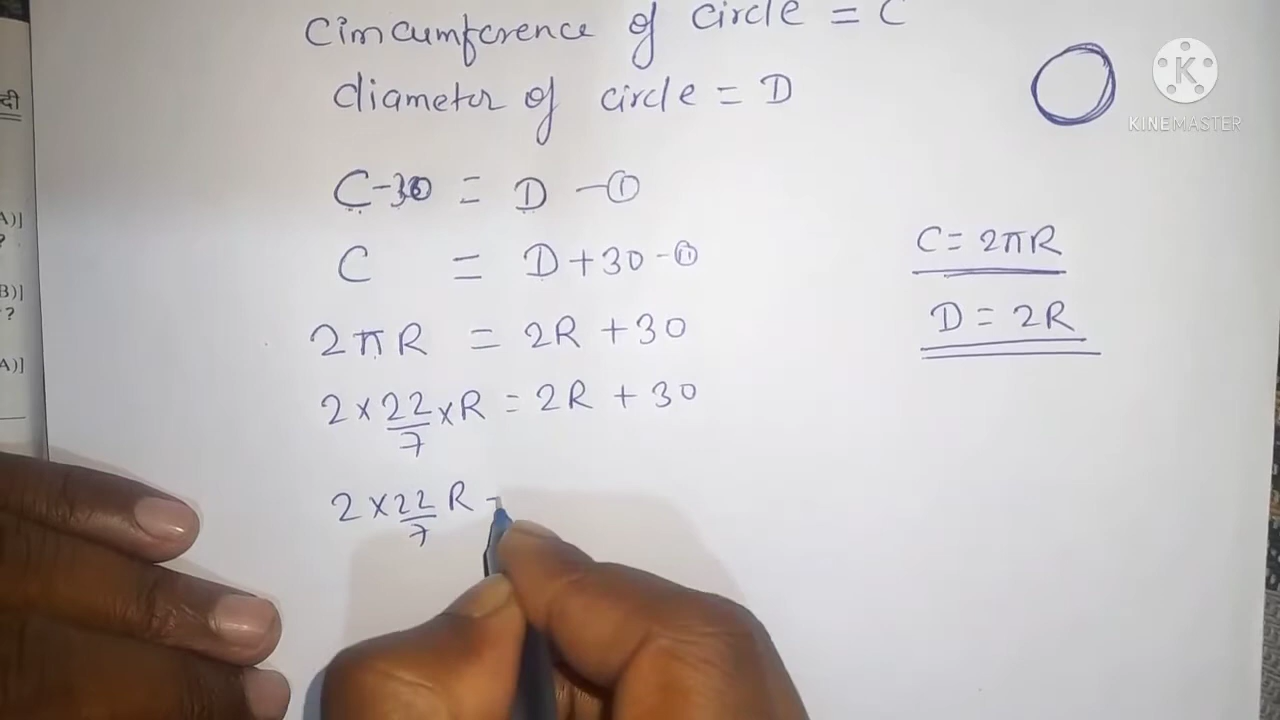 Circumference of circle = C
diameter of circle = D
KINEMASTER
दी
C-30 = D -①
A)]
?
C = D+30-⑪
C = 2πR
B)]
?
2πR = 2R +30
D = 2R
A)]
2 × 22/7 × R = 2R + 30
2 × 22/7 R -